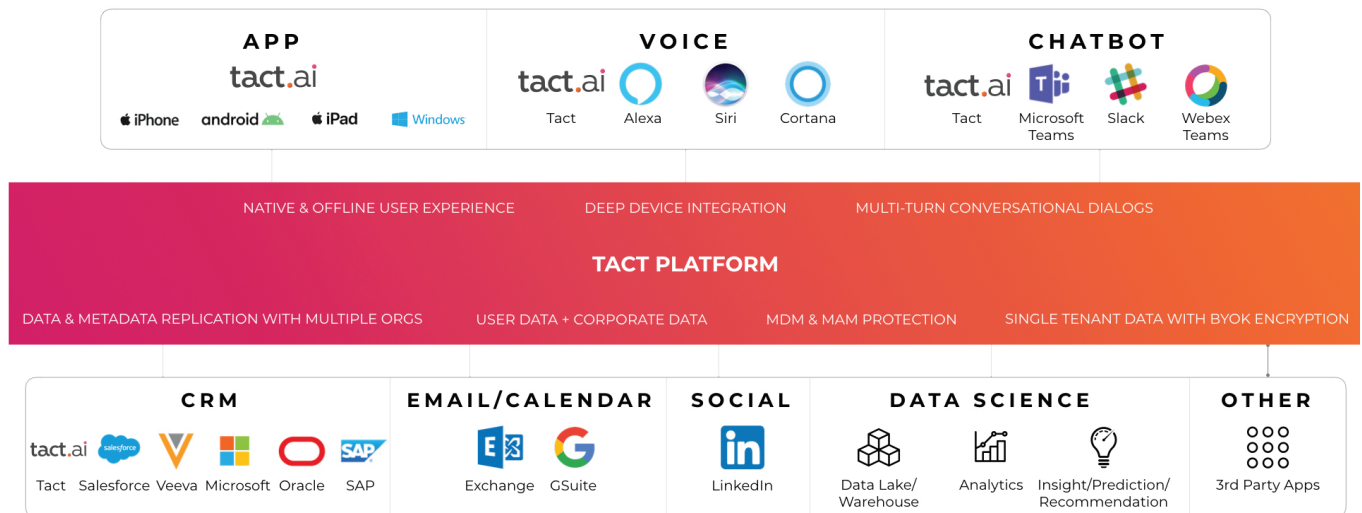 APP
VOICE
CHATBOT
tact.ai
iPhone
android
iPad
Windows
tact.ai
Tact
Alexa
Siri
Cortana
tact.ai
T
Tact
Microsoft
Teams
Slack
Webex
Teams
NATIVE & OFFLINE USER EXPERIENCE
DEEP DEVICE INTEGRATION
MULTI-TURN CONVERSATIONAL DIALOGS
TACT PLATFORM
DATA & METADATA REPLICATION WITH MULTIPLE ORGS
USER DATA + CORPORATE DATA
MDM & MAM PROTECTION
SINGLE TENANT DATA WITH BYOK ENCRYPTION
CRM
tact.ai
salesforce
SAP
Tact
Salesforce
Veeva
Microsoft
Oracle
SAP
EMAIL/CALENDAR
E
G
Exchange
GSuite
SOCIAL
in
LinkedIn
DATA SCIENCE
Data Lake/
Warehouse
Analytics
Insight/Prediction/
Recommendation
OTHER
3rd Party Apps